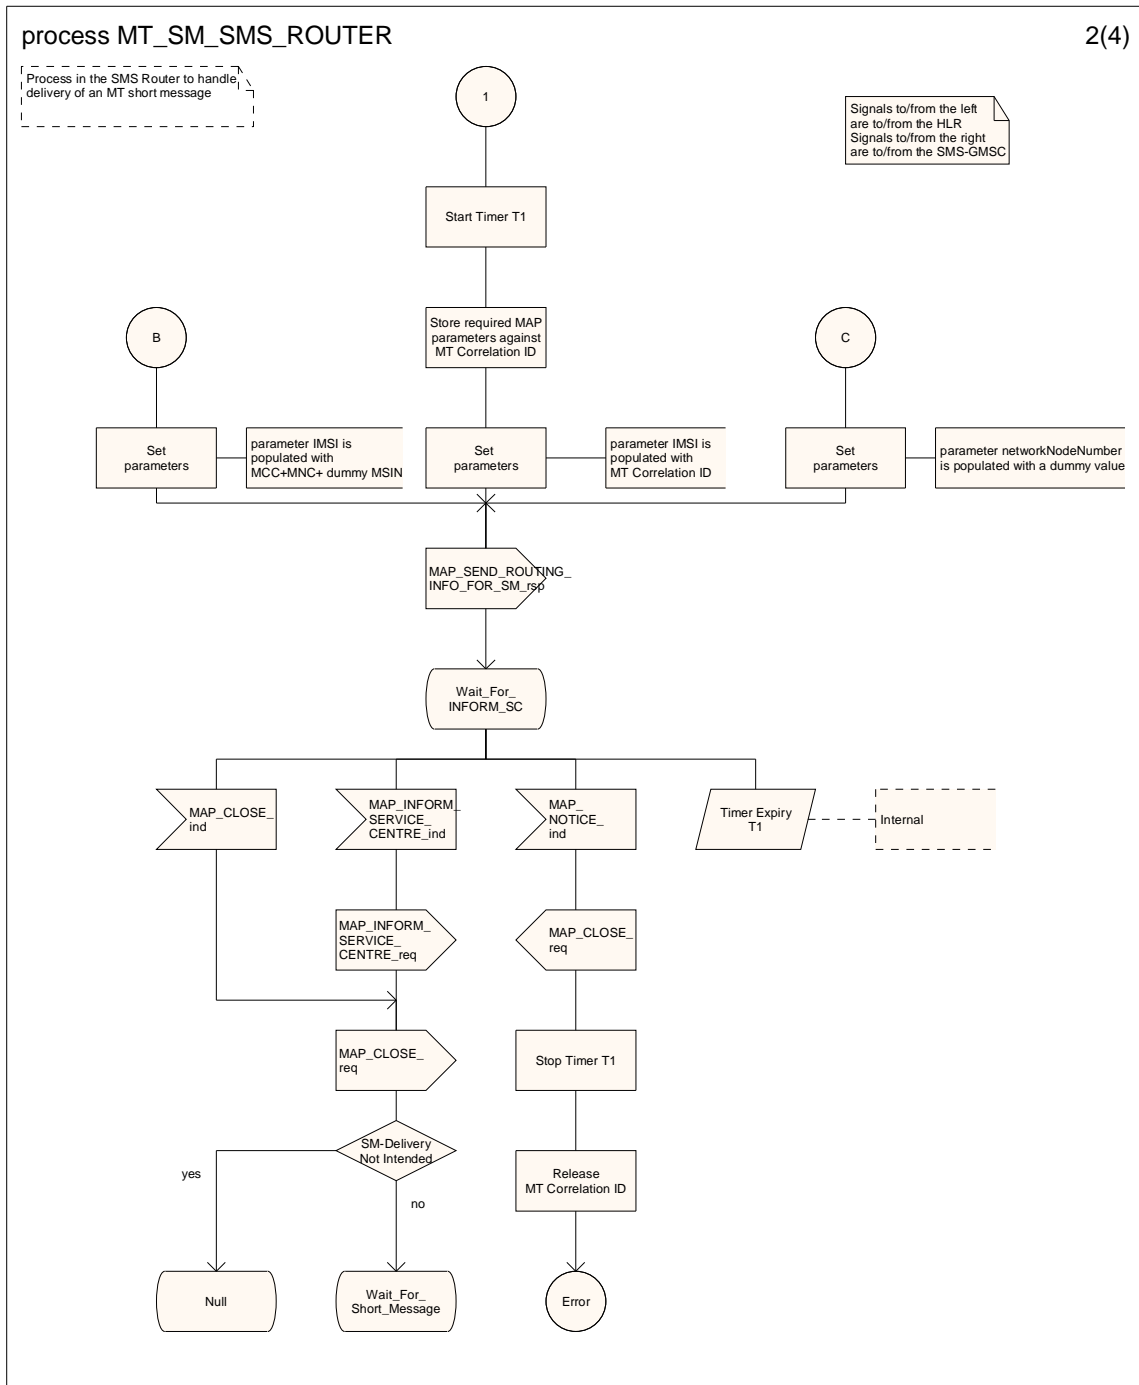 process MT_SM_SMS_ROUTER
2(4)
Process in the SMS Router to handle
delivery of an MT short message
1
Signals to/from the left
are to/from the HLR
Signals to/from the right
are to/from the SMS-GMSC
Start Timer T1
B
Store required MAP
parameters against
MT Correlation ID
C
Set
parameters
parameter IMSI is
populated with
MCC+MNC+ dummy MSIN
Set
parameters
parameter IMSI is
populated with
MT Correlation ID
Set
parameters
parameter networkNodeNumber
is populated with a dummy value
MAP_SEND_ROUTING_
INFO_FOR_SM_rsp
Wait_For_
INFORM_SC
MAP_CLOSE_
ind
MAP_INFORM_
SERVICE_
CENTRE_ind
MAP_
NOTICE_
ind
Timer Expiry
T1
Internal
MAP_INFORM_
SERVICE_
CENTRE_req
MAP_CLOSE_
req
MAP_CLOSE_
req
Stop Timer T1
SM-Delivery
Not Intended
yes
no
Release
MT Correlation ID
Null
Wait_For_
Short_Message
Error